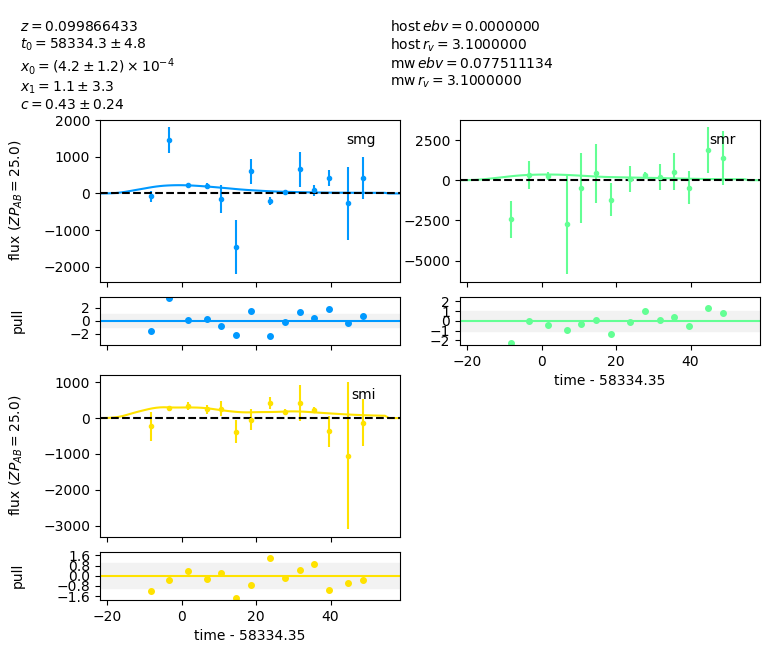 z = 0.099866433
t₀ = 58334.3 ± 4.8
x₀ = (4.2 ± 1.2) × 10⁻⁴
x₁ = 1.1 ± 3.3
c = 0.43 ± 0.24
host ebv = 0.0000000
host r_v = 3.1000000
mw ebv = 0.077511134
mw r_v = 3.1000000
smg
2000
1000
0
−1000
−2000
flux (ZP_AB = 25.0)
smr
2500
0
−2500
−5000
2
0
−2
pull
2
1
0
−1
−2
−20 0 20 40
time - 58334.35
smi
1000
0
−1000
−2000
−3000
flux (ZP_AB = 25.0)
1.6
0.8
0.0
−0.8
−1.6
pull
−20 0 20 40
time - 58334.35